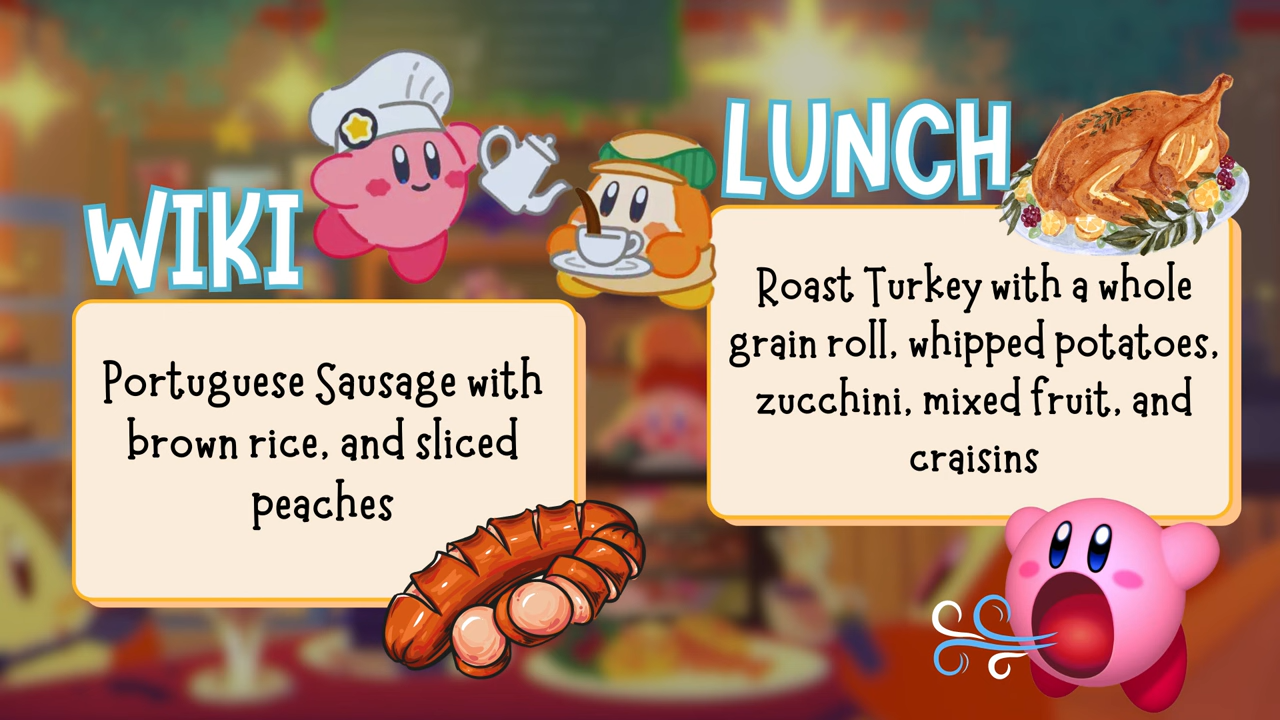 WIKI
Portuguese Sausage with
brown rice, and sliced
peaches
LUNCH
Roast Turkey with a whole
grain roll, whipped potatoes,
zucchini, mixed fruit, and
craisins